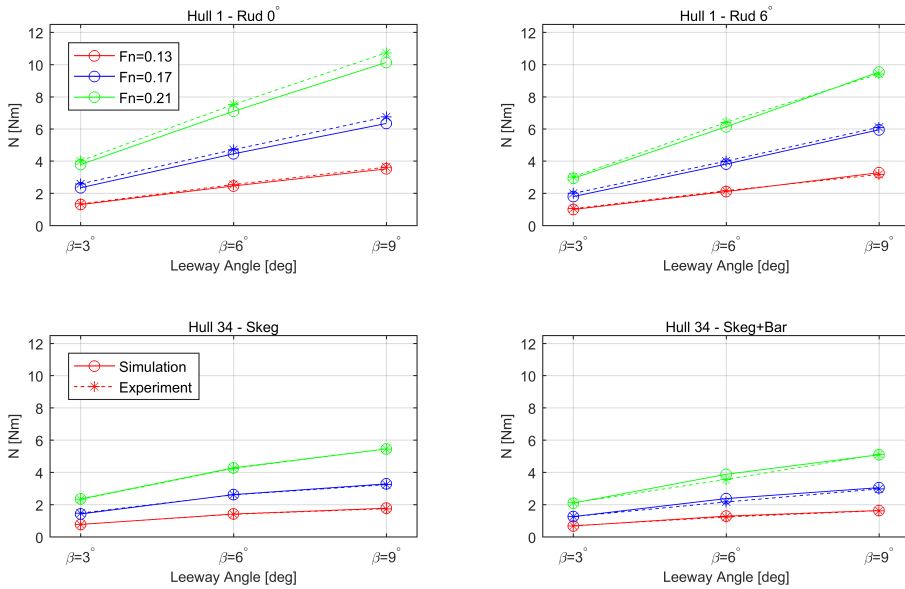 Hull 1 - Rud 0°
12
10
8
6
4
2
0
N [Nm]
Fn=0.13
Fn=0.17
Fn=0.21
β=3° β=6° β=9°
Leeway Angle [deg]
Hull 1 - Rud 6°
12
10
8
6
4
2
0
N [Nm]
β=3° β=6° β=9°
Leeway Angle [deg]
Hull 34 - Skeg
12
10
8
6
4
2
0
N [Nm]
Simulation
Experiment
β=3° β=6° β=9°
Leeway Angle [deg]
Hull 34 - Skeg+Bar
12
10
8
6
4
2
0
N [Nm]
β=3° β=6° β=9°
Leeway Angle [deg]